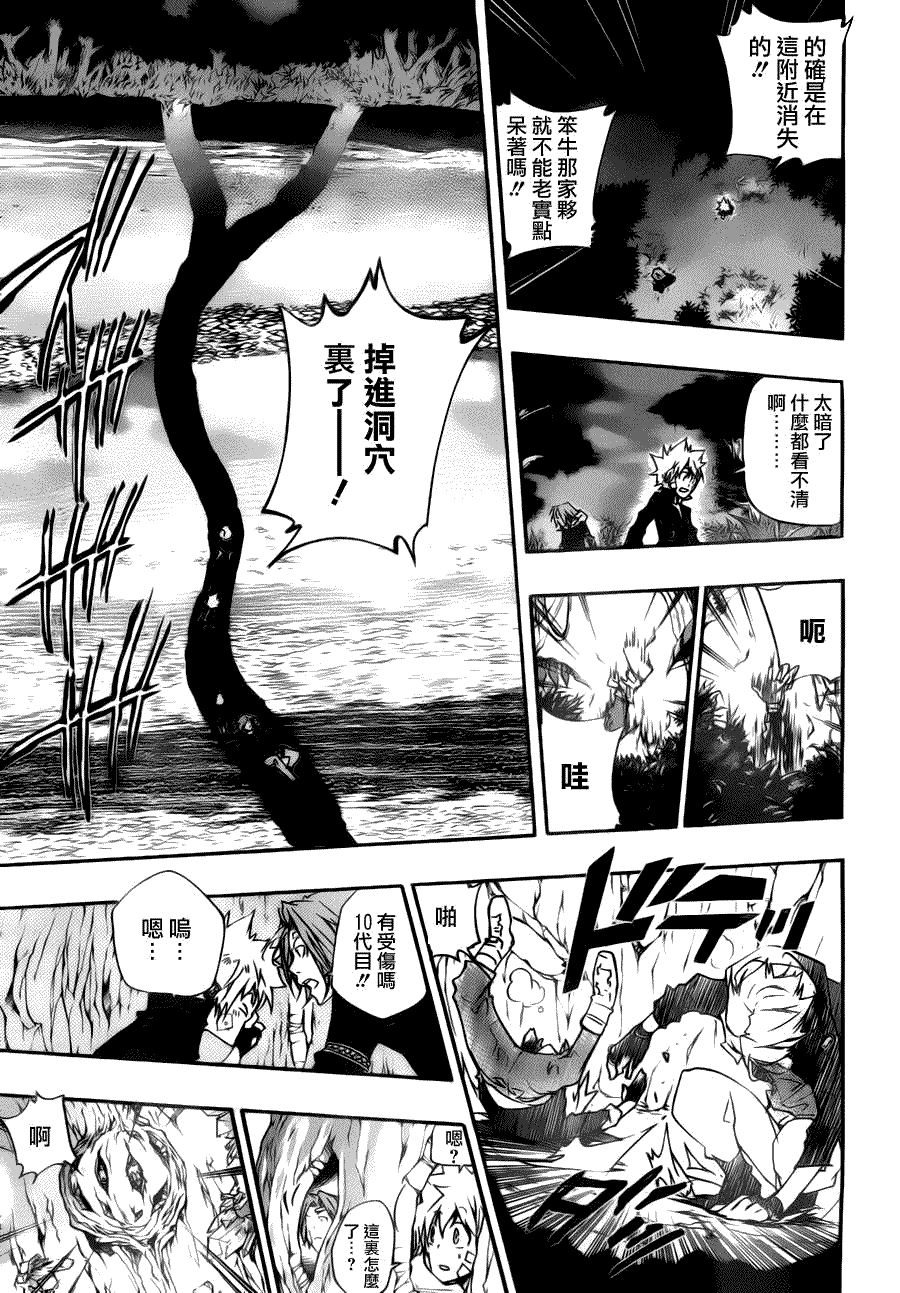 的確是在
這附近消失
的!!
笨牛那家夥
就不能老實點
呆著嗎!!
太暗了
什麼都看不清
啊………
呃
哇
掉進洞穴
裏了——!
ドテッ
啪
有受傷嗎
10代目!!
嗚…
嗯…
嗯?
這裏怎麼
了…?
啊